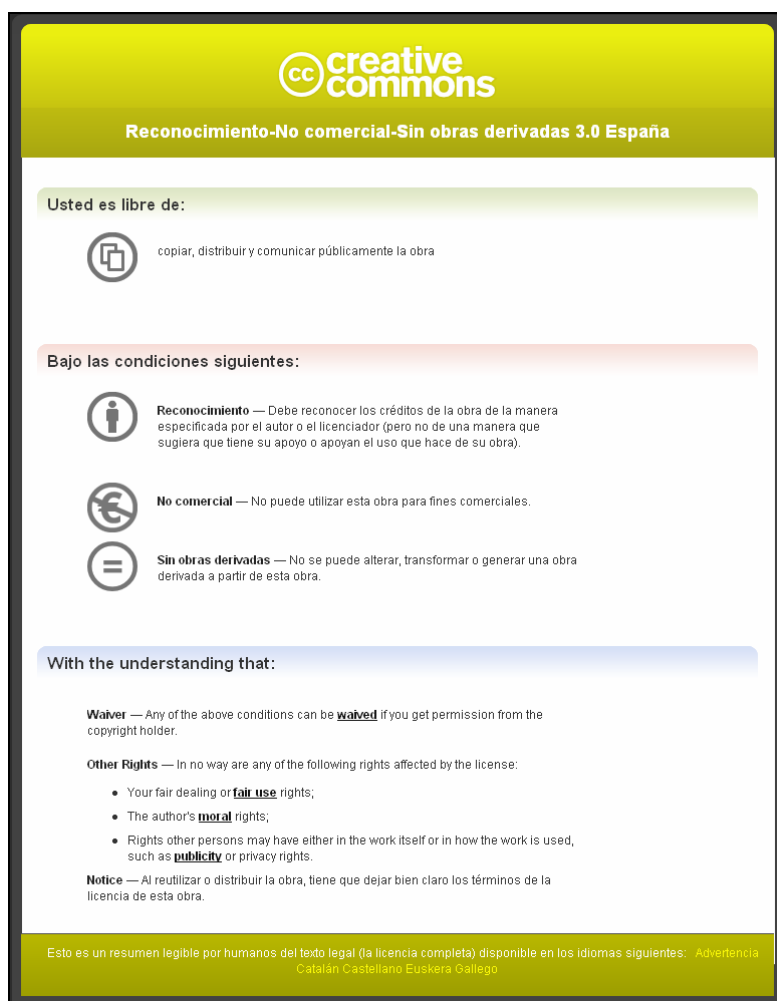 cc creative
commons
Reconocimiento-No comercial-Sin obras derivadas 3.0 España
Usted es libre de:
copiar, distribuir y comunicar públicamente la obra
Bajo las condiciones siguientes:
Reconocimiento — Debe reconocer los créditos de la obra de la manera
especificada por el autor o el licenciador (pero no de una manera que
sugiera que tiene su apoyo o apoyan el uso que hace de su obra).
No comercial — No puede utilizar esta obra para fines comerciales.
Sin obras derivadas — No se puede alterar, transformar o generar una obra
derivada a partir de esta obra.
With the understanding that:
Waiver — Any of the above conditions can be waived if you get permission from the
copyright holder.
Other Rights — In no way are any of the following rights affected by the license:
• Your fair dealing or fair use rights;
• The author's moral rights;
• Rights other persons may have either in the work itself or in how the work is used,
such as publicity or privacy rights.
Notice — Al reutilizar o distribuir la obra, tiene que dejar bien claro los términos de la
licencia de esta obra.
Esto es un resumen legible por humanos del texto legal (la licencia completa) disponible en los idiomas siguientes: Advertencia
Catalán Castellano Euskera Gallego